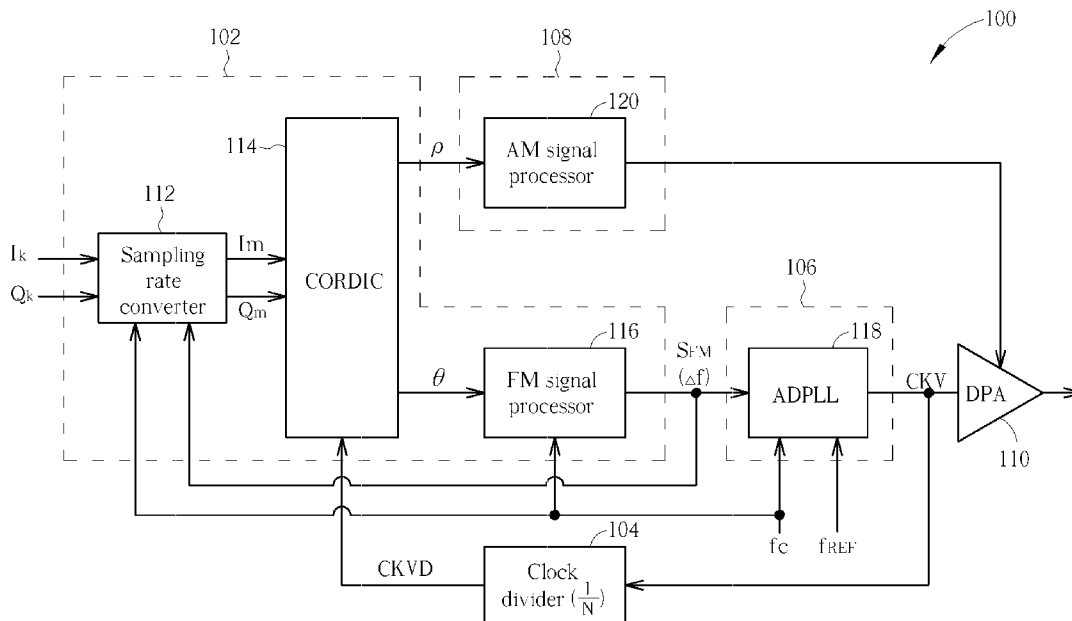 100
102
108
120
114
ρ
AM signal
processor
112
Ik
Im
Sampling
rate
converter
CORDIC
Qk
Qm
106
116
SFM
(△f)
118
θ
FM signal
processor
ADPLL
CKV
DPA
110
104
fc
fREF
CKVD
Clock
divider (1/N)